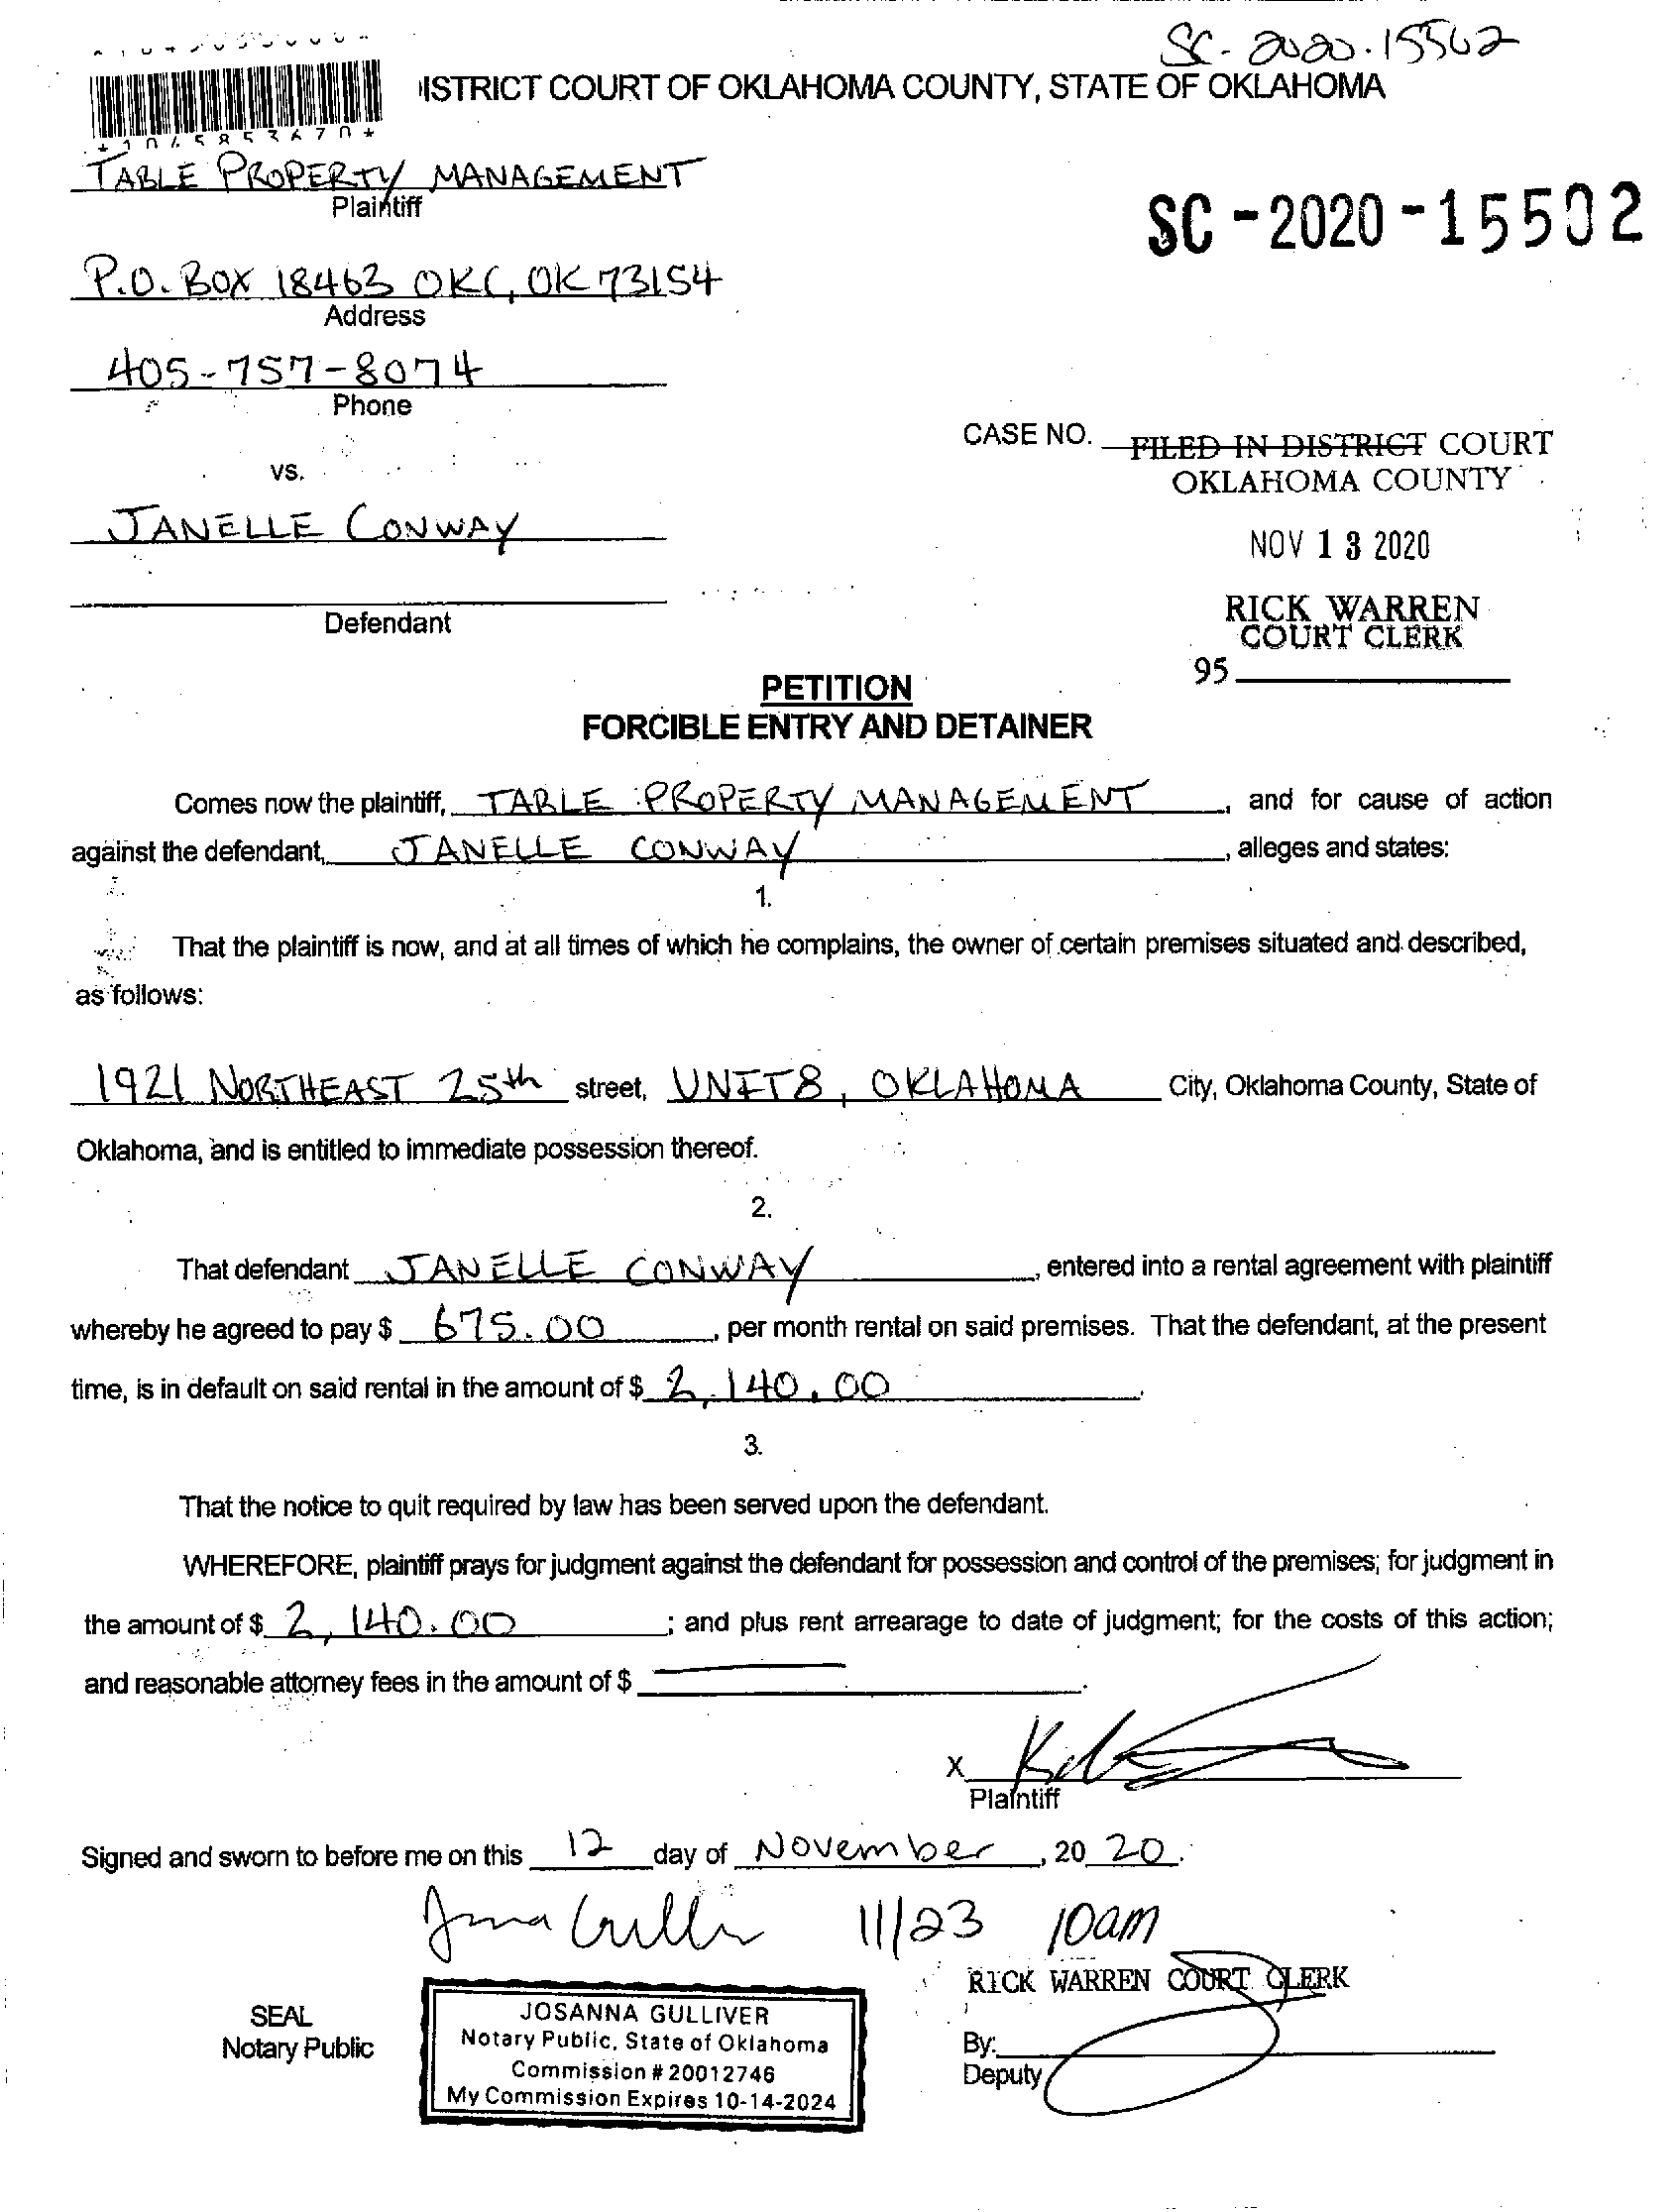 SC-2020-15502
ISTRICT COURT OF OKLAHOMA COUNTY, STATE OF OKLAHOMA
TABLE PROPERTY MANAGEMENT
Plaintiff
SC-2020-15502
P.O. BOX 18463 OKC, OK 73154
Address
405-757-8074
Phone
CASE NO. FILED IN DISTRICT COURT
OKLAHOMA COUNTY
vs.
JANELLE CONWAY
NOV 13 2020
Defendant
RICK WARREN
COURT CLERK
95
PETITION
FORCIBLE ENTRY AND DETAINER
Comes now the plaintiff, TABLE PROPERTY MANAGEMENT, and for cause of action
against the defendant, JANELLE CONWAY, alleges and states:
1.
That the plaintiff is now, and at all times of which he complains, the owner of certain premises situated and described,
as follows:
1921 NORTHEAST 25th street, UNIT 8, OKLAHOMA City, Oklahoma County, State of
Oklahoma, and is entitled to immediate possession thereof.
2.
That defendant JANELLE CONWAY, entered into a rental agreement with plaintiff
whereby he agreed to pay $ 675.00, per month rental on said premises. That the defendant, at the present
time, is in default on said rental in the amount of $ 2,140.00.
3.
That the notice to quit required by law has been served upon the defendant.
WHEREFORE, plaintiff prays for judgment against the defendant for possession and control of the premises; for judgment in
the amount of $ 2,140.00; and plus rent arrearage to date of judgment; for the costs of this action;
and reasonable attorney fees in the amount of $
X
Plaintiff
Signed and sworn to before me on this 12 day of November, 20 20.
11/23 10am
RICK WARREN COURT CLERK
SEAL
Notary Public
JOSANNA GULLIVER
Notary Public, State of Oklahoma
Commission # 20012746
My Commission Expires 10-14-2024
By:
Deputy